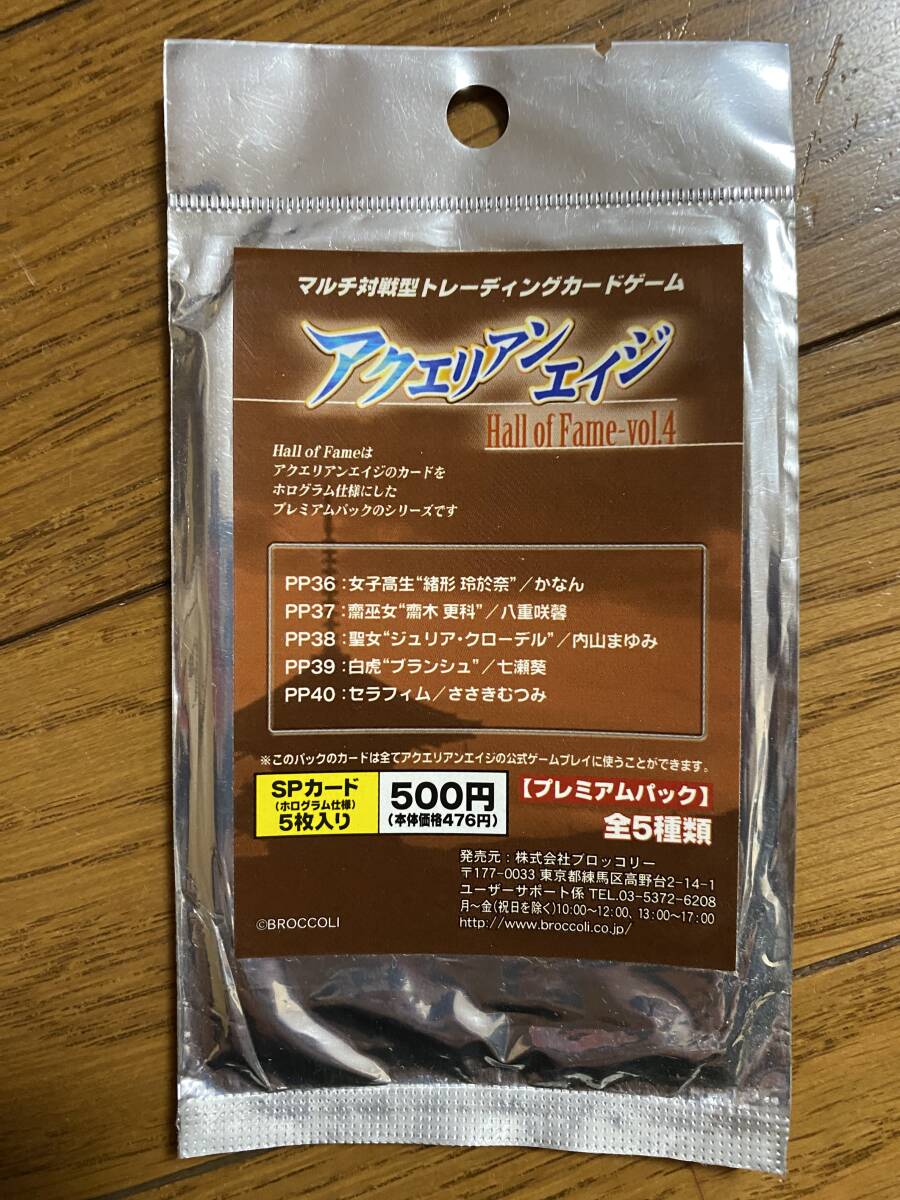 マルチ対戦型トレーディングカードゲーム
アクエリアンエイジ
Hall of Fame-vol.4
Hall of Fameは
アクエリアンエイジのカードを
ホログラム仕様にした
プレミアムパックのシリーズです
PP36：女子高生“緒形 玲於奈”／かなん
PP37：齋巫女“齋木 更科”／八重咲馨
PP38：聖女“ジュリア・クローデル”／内山まゆみ
PP39：白虎“ブランシュ”／七瀬葵
PP40：セラフィム／ささきむつみ
※このパックのカードは全てアクエリアンエイジの公式ゲームプレイに使うことができます。
SPカード
(ホログラム仕様)
5枚入り
500円
(本体価格476円)
【プレミアムパック】
全5種類
発売元：株式会社ブロッコリー
〒177-0033 東京都練馬区高野台2-14-1
ユーザーサポート係 TEL.03-5372-6208
月〜金(祝日を除く)10:00〜12:00、13:00〜17:00
http://www.broccoli.co.jp/
©BROCCOLI